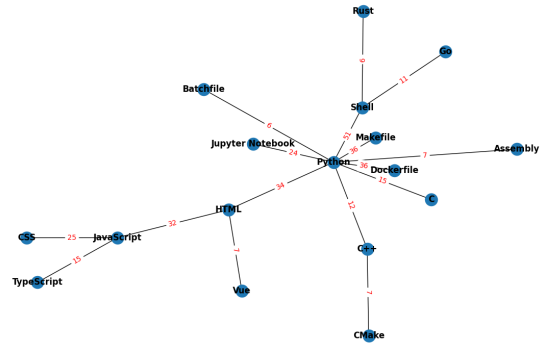 Rust
Go
11
Batchfile
Shell
6
51
Makefile
Jupyter Notebook
24
36
Python
7
Assembly
36
Dockerfile
15
C
34
12
HTML
32
CSS
25
JavaScript
15
7
C++
TypeScript
Vue
7
CMake